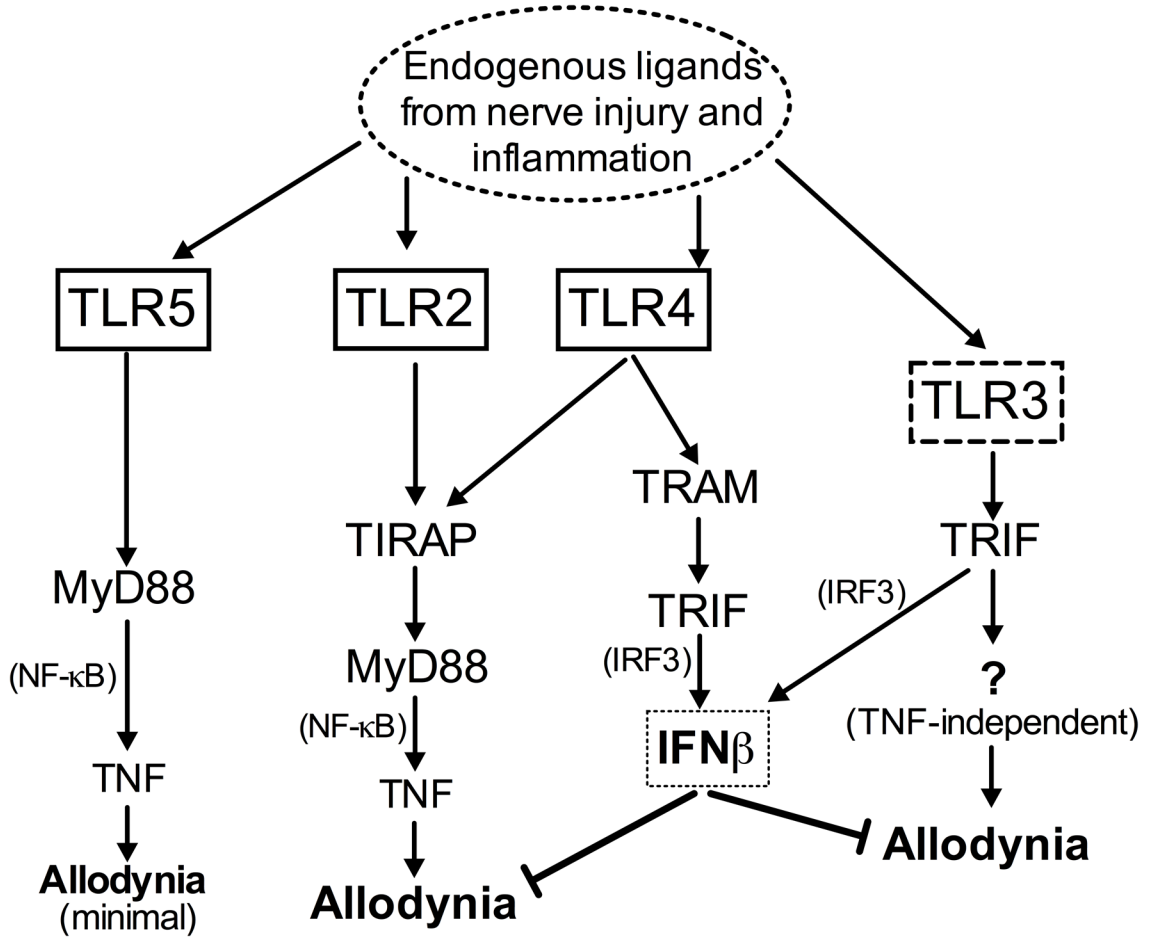 Endogenous ligands
from nerve injury and
inflammation
TLR5
TLR2
TLR4
TLR3
TRAM
TIRAP
TRIF
MyD88
(IRF3)
TRIF
(NF-κB)
MyD88
(IRF3)
?
(NF-κB)
(TNF-independent)
IFNβ
TNF
TNF
Allodynia
Allodynia
(minimal)
Allodynia